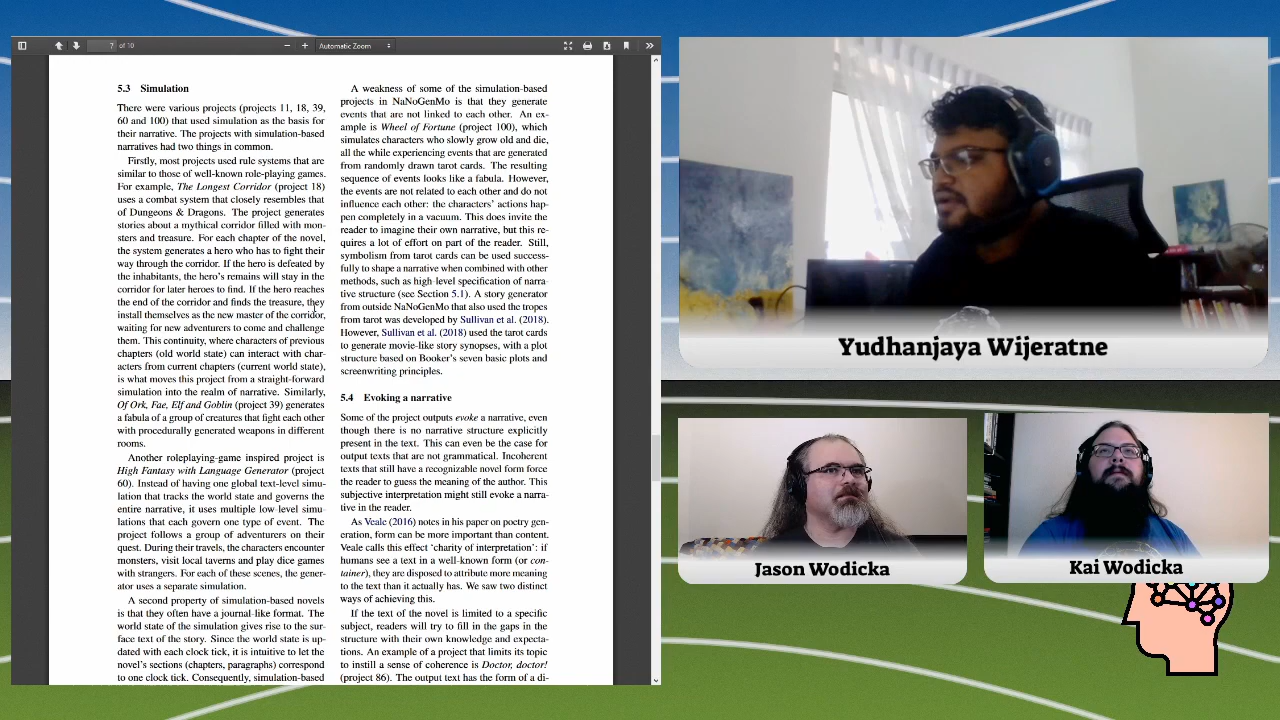 7 of 10
Automatic Zoom
5.3 Simulation
There were various projects (projects 11, 18, 39,
60 and 100) that used simulation as the basis for
their narrative. The projects with simulation-based
narratives had two things in common.
Firstly, most projects used rule systems that are
similar to those of well-known role-playing games.
For example, The Longest Corridor (project 18)
uses a combat system that closely resembles that
of Dungeons & Dragons. The project generates
stories about a mythical corridor filled with mon-
sters and treasure. For each chapter of the novel,
the system generates a hero who has to fight their
way through the corridor. If the hero is defeated by
the inhabitants, the hero's remains will stay in the
corridor for later heroes to find. If the hero reaches
the end of the corridor and finds the treasure, they
install themselves as the new master of the corridor,
waiting for new adventurers to come and challenge
them. This continuity, where characters of previous
chapters (old world state) can interact with char-
acters from current chapters (current world state),
is what moves this project from a straight-forward
simulation into the realm of narrative. Similarly,
Of Ork, Fae, Elf and Goblin (project 39) generates
a fabula of a group of creatures that fight each other
with procedurally generated weapons in different
rooms.
Another roleplaying-game inspired project is
High Fantasy with Language Generator (project
60). Instead of having one global text-level simu-
lation that tracks the world state and governs the
entire narrative, it uses multiple low-level simu-
lations that each govern one type of event. The
project follows a group of adventurers on their
quest. During their travels, the characters encounter
monsters, visit local taverns and play dice games
with strangers. For each of these scenes, the gener-
ator uses a separate simulation.
A second property of simulation-based novels
is that they often have a journal-like format. The
world state of the simulation gives rise to the sur-
face text of the story. Since the world state is up-
dated with each clock tick, it is intuitive to let the
novel's sections (chapters, paragraphs) correspond
to one clock tick. Consequently, simulation-based
A weakness of some of the simulation-based
projects in NaNoGenMo is that they generate
events that are not linked to each other. An ex-
ample is Wheel of Fortune (project 100), which
simulates characters who slowly grow old and die,
all the while experiencing events that are generated
from randomly drawn tarot cards. The resulting
sequence of events looks like a fabula. However,
the events are not related to each other and do not
influence each other: the characters' actions hap-
pen completely in a vacuum. This does invite the
reader to imagine their own narrative, but this re-
quires a lot of effort on part of the reader. Still,
symbolism from tarot cards can be used success-
fully to shape a narrative when combined with other
methods, such as high-level specification of narra-
tive structure (see Section 5.1). A story generator
from outside NaNoGenMo that also used the tropes
from tarot was developed by Sullivan et al. (2018).
However, Sullivan et al. (2018) used the tarot cards
to generate movie-like story synopses, with a plot
structure based on Booker's seven basic plots and
screenwriting principles.
5.4 Evoking a narrative
Some of the project outputs evoke a narrative, even
though there is no narrative structure explicitly
present in the text. This can even be the case for
output texts that are not grammatical. Incoherent
texts that still have a recognizable novel form force
the reader to guess the meaning of the author. This
subjective interpretation might still evoke a narra-
tive in the reader.
As Veale (2016) notes in his paper on poetry gen-
eration, form can be more important than content.
Veale calls this effect 'charity of interpretation': if
humans see a text in a well-known form (or con-
tainer), they are disposed to attribute more meaning
to the text than it actually has. We saw two distinct
ways of achieving this.
If the text of the novel is limited to a specific
subject, readers will try to fill in the gaps in the
structure with their own knowledge and expecta-
tions. An example of a project that limits its topic
to instill a sense of coherence is Doctor, doctor!
(project 86). The output text has the form of a di-
Yudhanjaya Wijeratne
Jason Wodicka
Kai Wodicka